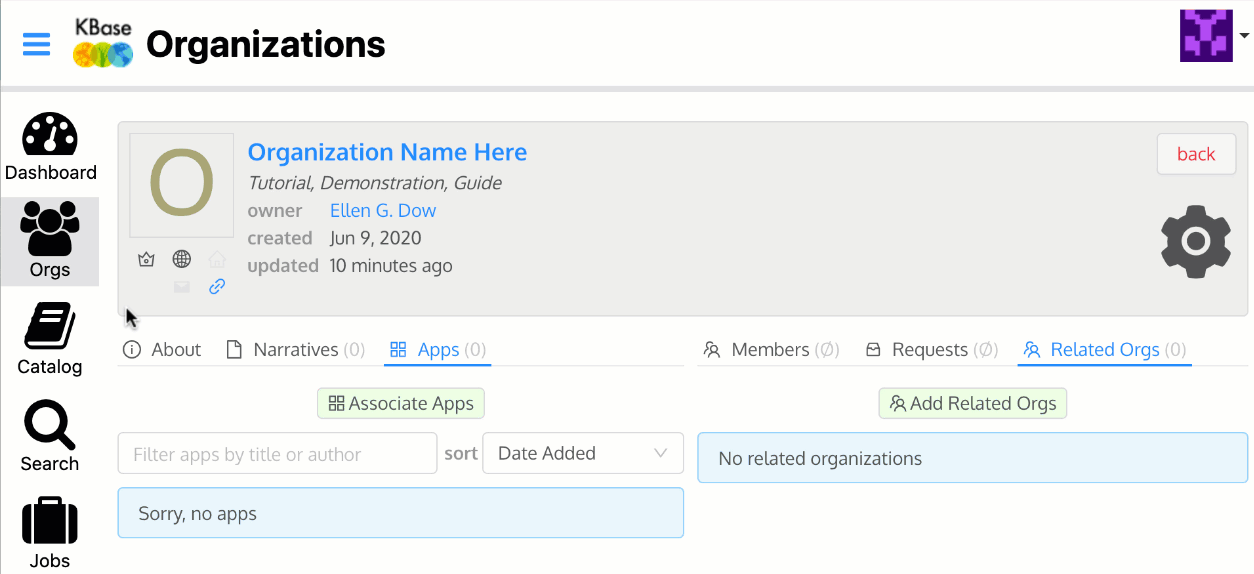 KBase
Organizations
Dashboard
Orgs
Catalog
Search
Jobs
O
Organization Name Here
back
Tutorial, Demonstration, Guide
owner Ellen G. Dow
created Jun 9, 2020
updated 10 minutes ago
About Narratives (0) Apps (0)
Associate Apps
Filter apps by title or author sort Date Added
Sorry, no apps
Members (∅) Requests (∅) Related Orgs (0)
Add Related Orgs
No related organizations